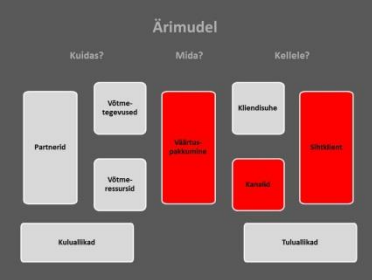 Ärimudel
Kuidas?
Mida?
Kellele?
Partnerid
Võtme-
tegevused
Võtme-
ressursid
Väärtus-
pakkumine
Kliendisuhe
Kanalid
Sihtklient
Kuluallikad
Tuluallikad